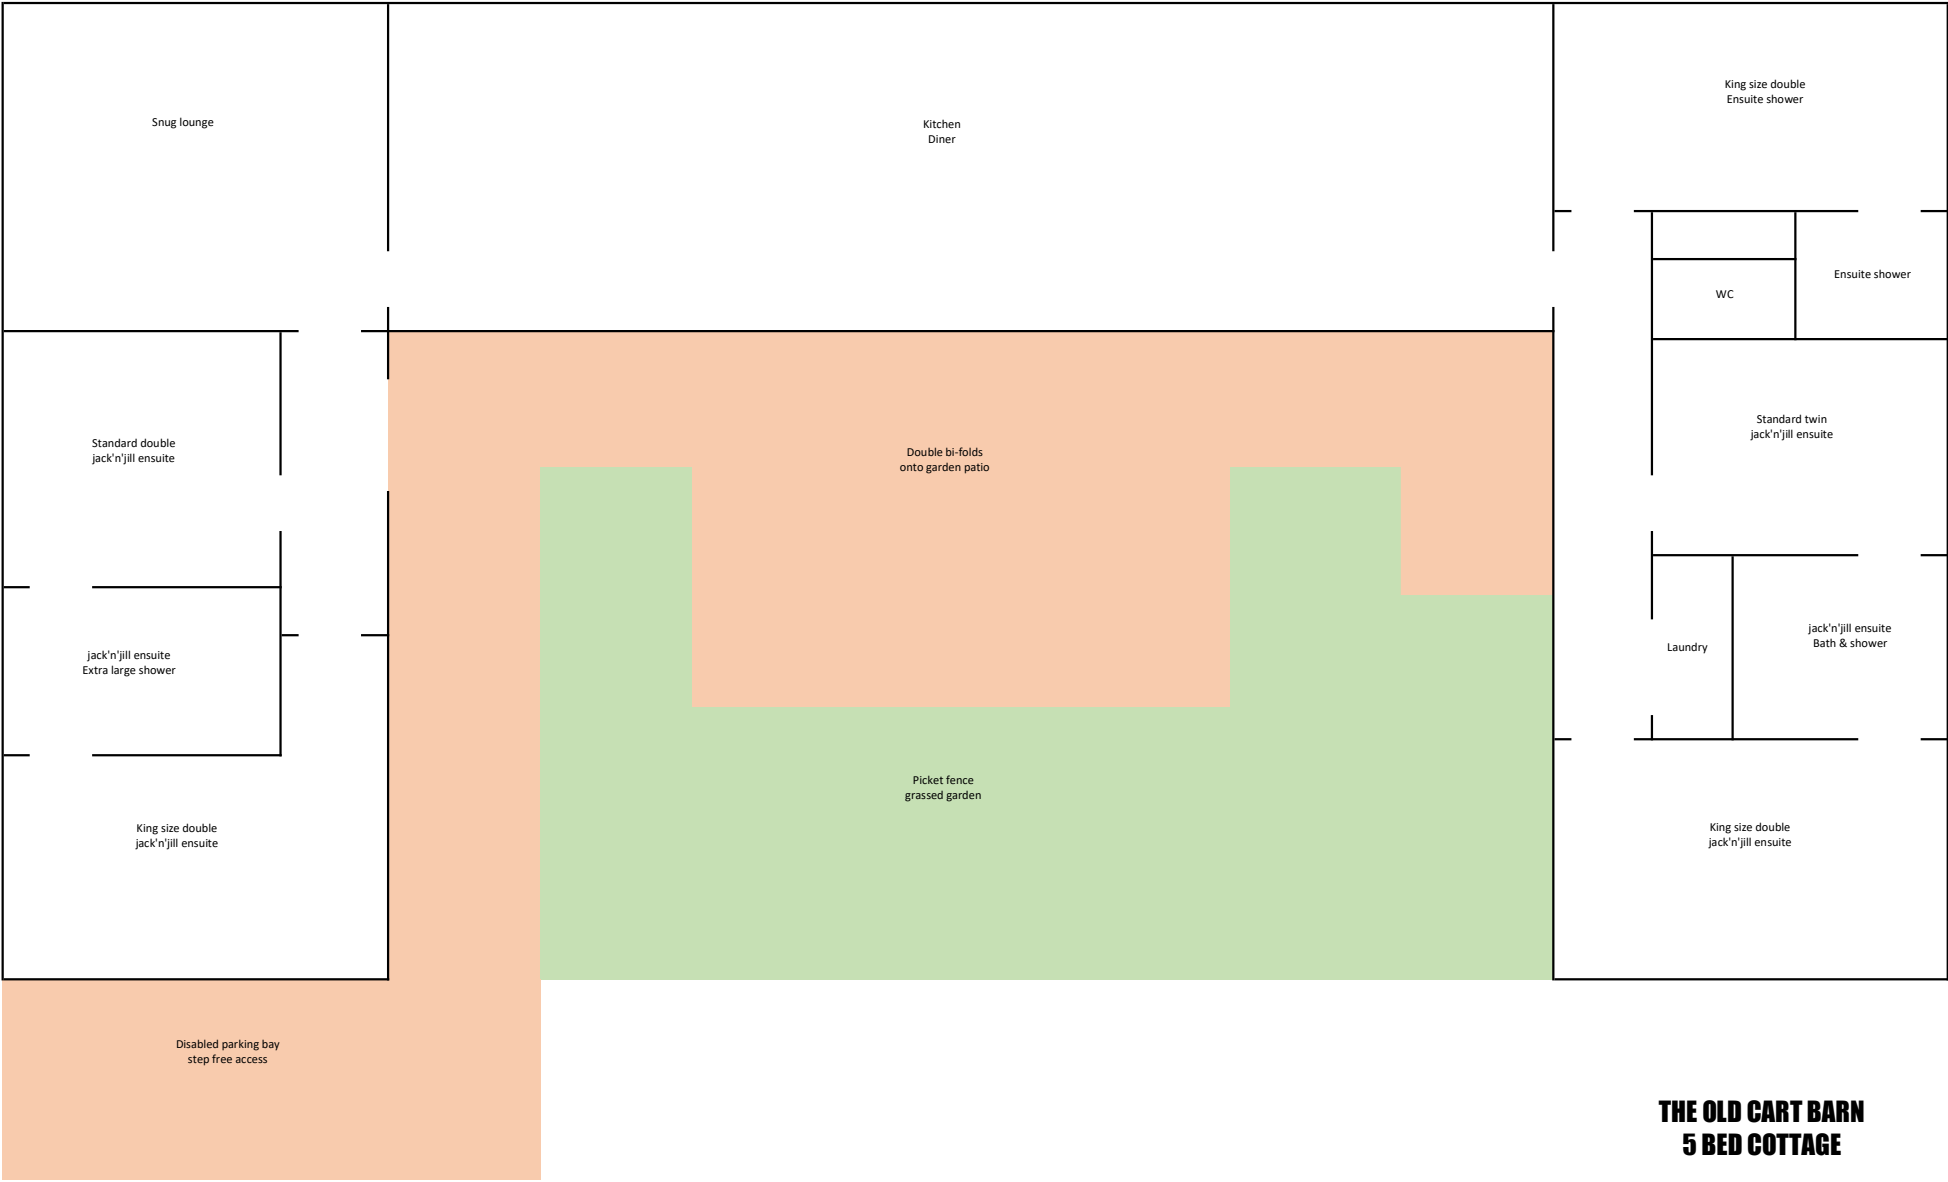 Snug lounge
Kitchen
Diner
King size double
Ensuite shower
WC
Ensuite shower
Standard double
jack'n'jill ensuite
Double bi-folds
onto garden patio
Standard twin
jack'n'jill ensuite
jack'n'jill ensuite
Extra large shower
Laundry
jack'n'jill ensuite
Bath & shower
Picket fence
grassed garden
King size double
jack'n'jill ensuite
King size double
jack'n'jill ensuite
Disabled parking bay
step free access
THE OLD CART BARN
5 BED COTTAGE